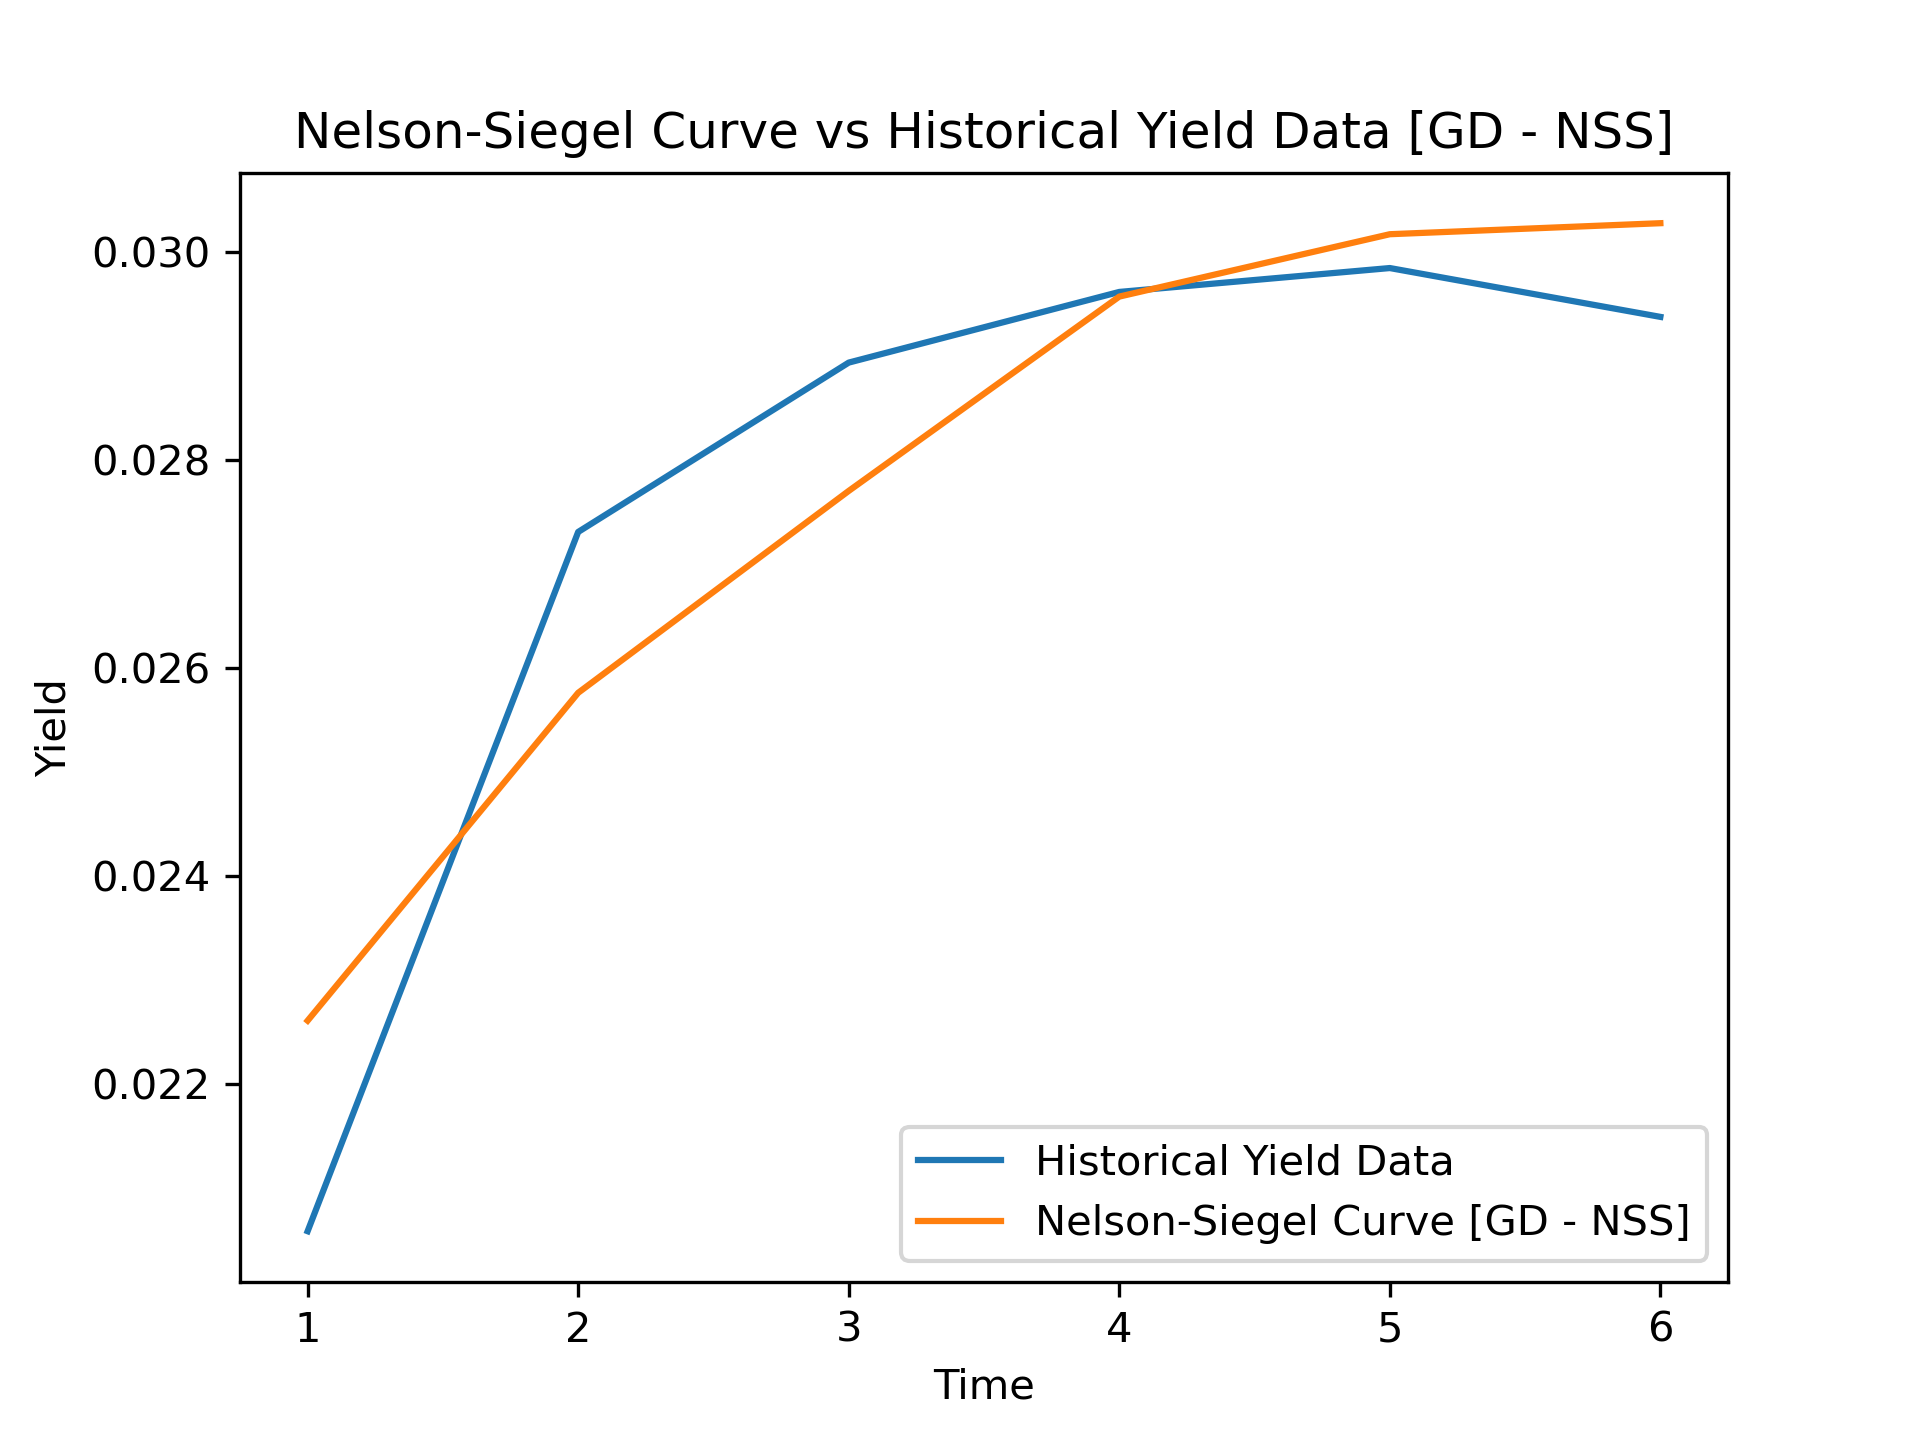 Nelson-Siegel Curve vs Historical Yield Data [GD - NSS]
0.030
0.028
0.026
0.024
0.022
Yield
Historical Yield Data
Nelson-Siegel Curve [GD - NSS]
1 2 3 4 5 6
Time